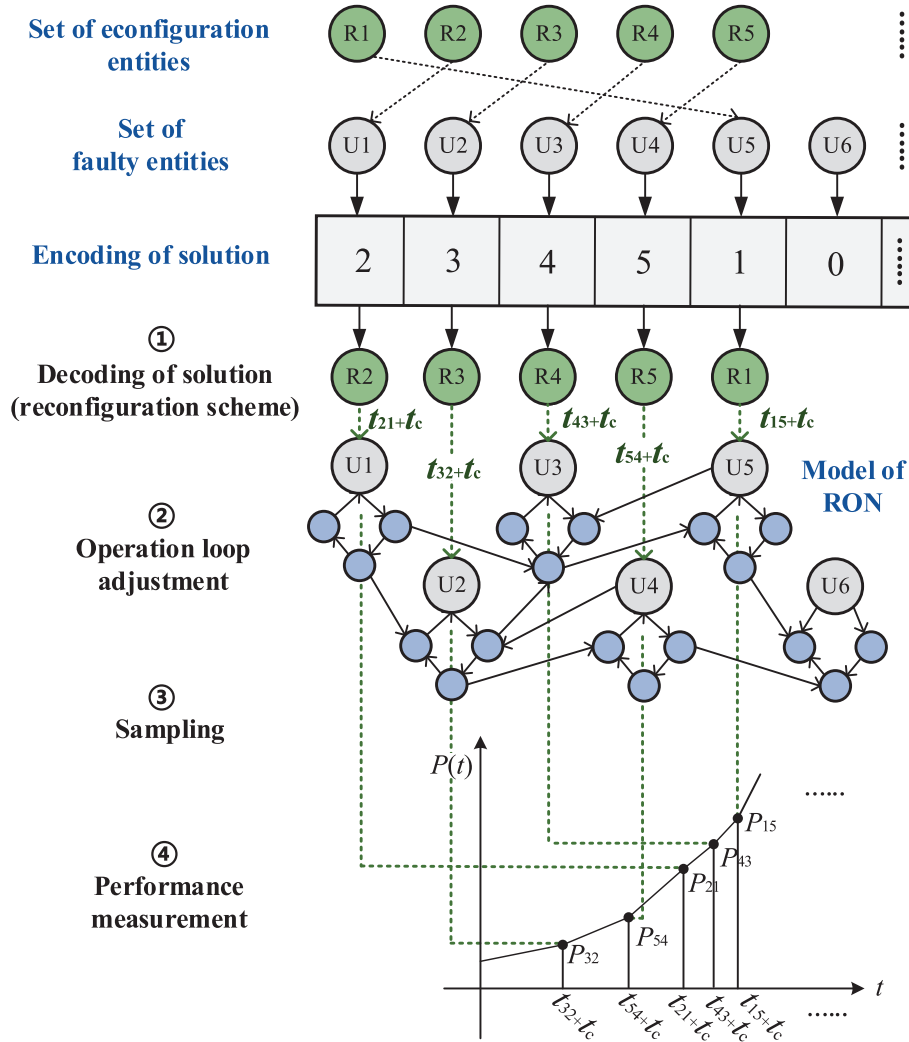 Set of econfiguration
entities
R1 R2 R3 R4 R5
Set of
faulty entities
U1 U2 U3 U4 U5 U6
Encoding of solution
2 3 4 5 1 0
①
Decoding of solution
(reconfiguration scheme)
R2 R3 R4 R5 R1
t21+tc t43+tc t15+tc
t32+tc t54+tc
U1 U3 U5
Model of
RON
②
Operation loop
adjustment
U2 U4 U6
③
Sampling
P(t)
......
P15
P43
④
Performance
measurement
P21
P54
P32
t
t32+tc t54+tc t21+tc t43+tc t15+tc
......